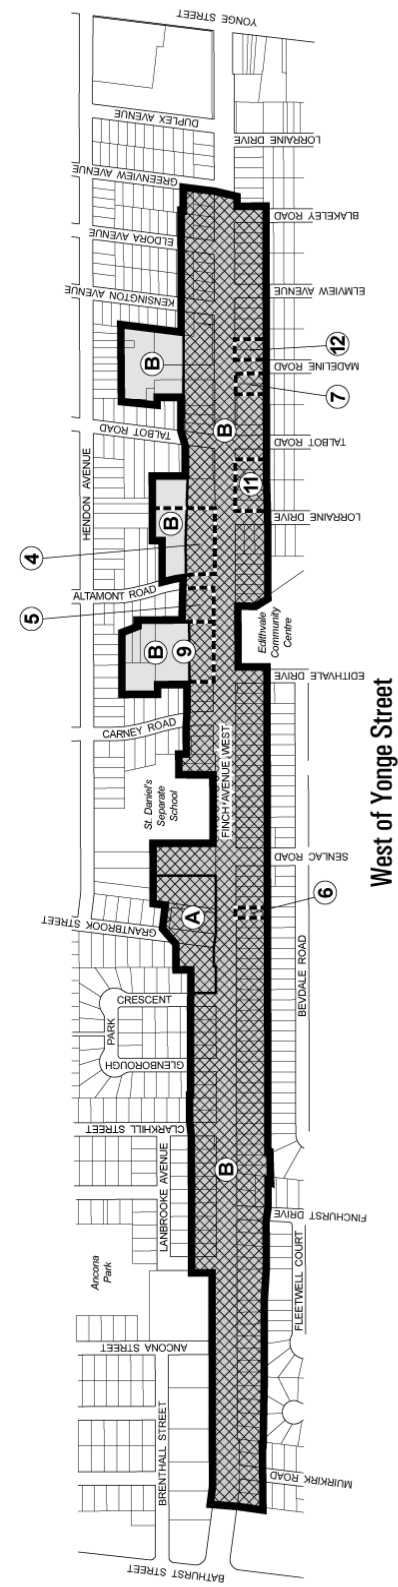 YONGE STREET
DUPLEX AVENUE
LORRAINE DRIVE
GREENVIEW AVENUE
BLAKELEY ROAD
ELDORA AVENUE
ELMVIEW AVENUE
KENSINGTON AVENUE
12
B
MADELINE ROAD
7
TALBOT ROAD
B
TALBOT ROAD
HENDON AVENUE
11
LORRAINE DRIVE
B
4
ALTAMONT ROAD
5
Edithvale
Community
Centre
B
9
EDITHVALE DRIVE
CARNEY ROAD
FINCH AVENUE WEST
St. Daniel's
Separate
School
SENLAC ROAD
West of Yonge Street
6
A
GRANTBROOK STREET
BEVDALE ROAD
CRESCENT
PARK
GLENBOROUGH
CLARKHILL STREET
B
LANBROOKE AVENUE
FINCHURST DRIVE
Ancona
Park
FLEETWELL COURT
ANCONA STREET
BRENTHALL STREET
MUIRKIRK ROAD
BATHURST STREET